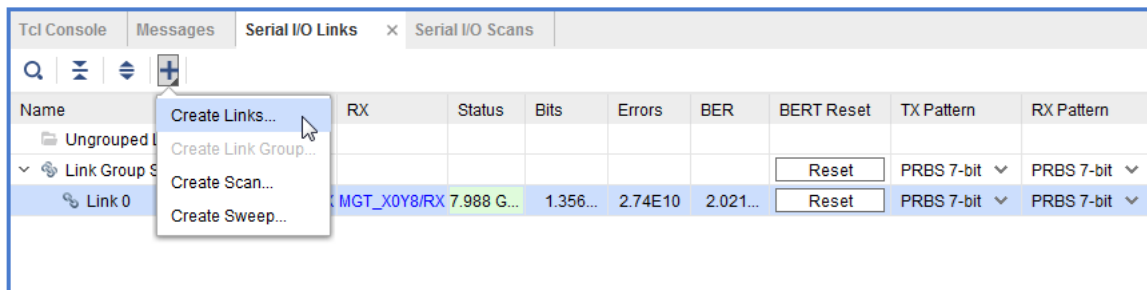 Tcl Console Messages Serial I/O Links × Serial I/O Scans
Name RX Status Bits Errors BER BERT Reset TX Pattern RX Pattern
Create Links...
Ungrouped L
Create Link Group...
Link Group S Reset PRBS 7-bit PRBS 7-bit
Create Scan...
Link 0 MGT_X0Y8/RX 7.988 G... 1.356... 2.74E10 2.021... Reset PRBS 7-bit PRBS 7-bit
Create Sweep...